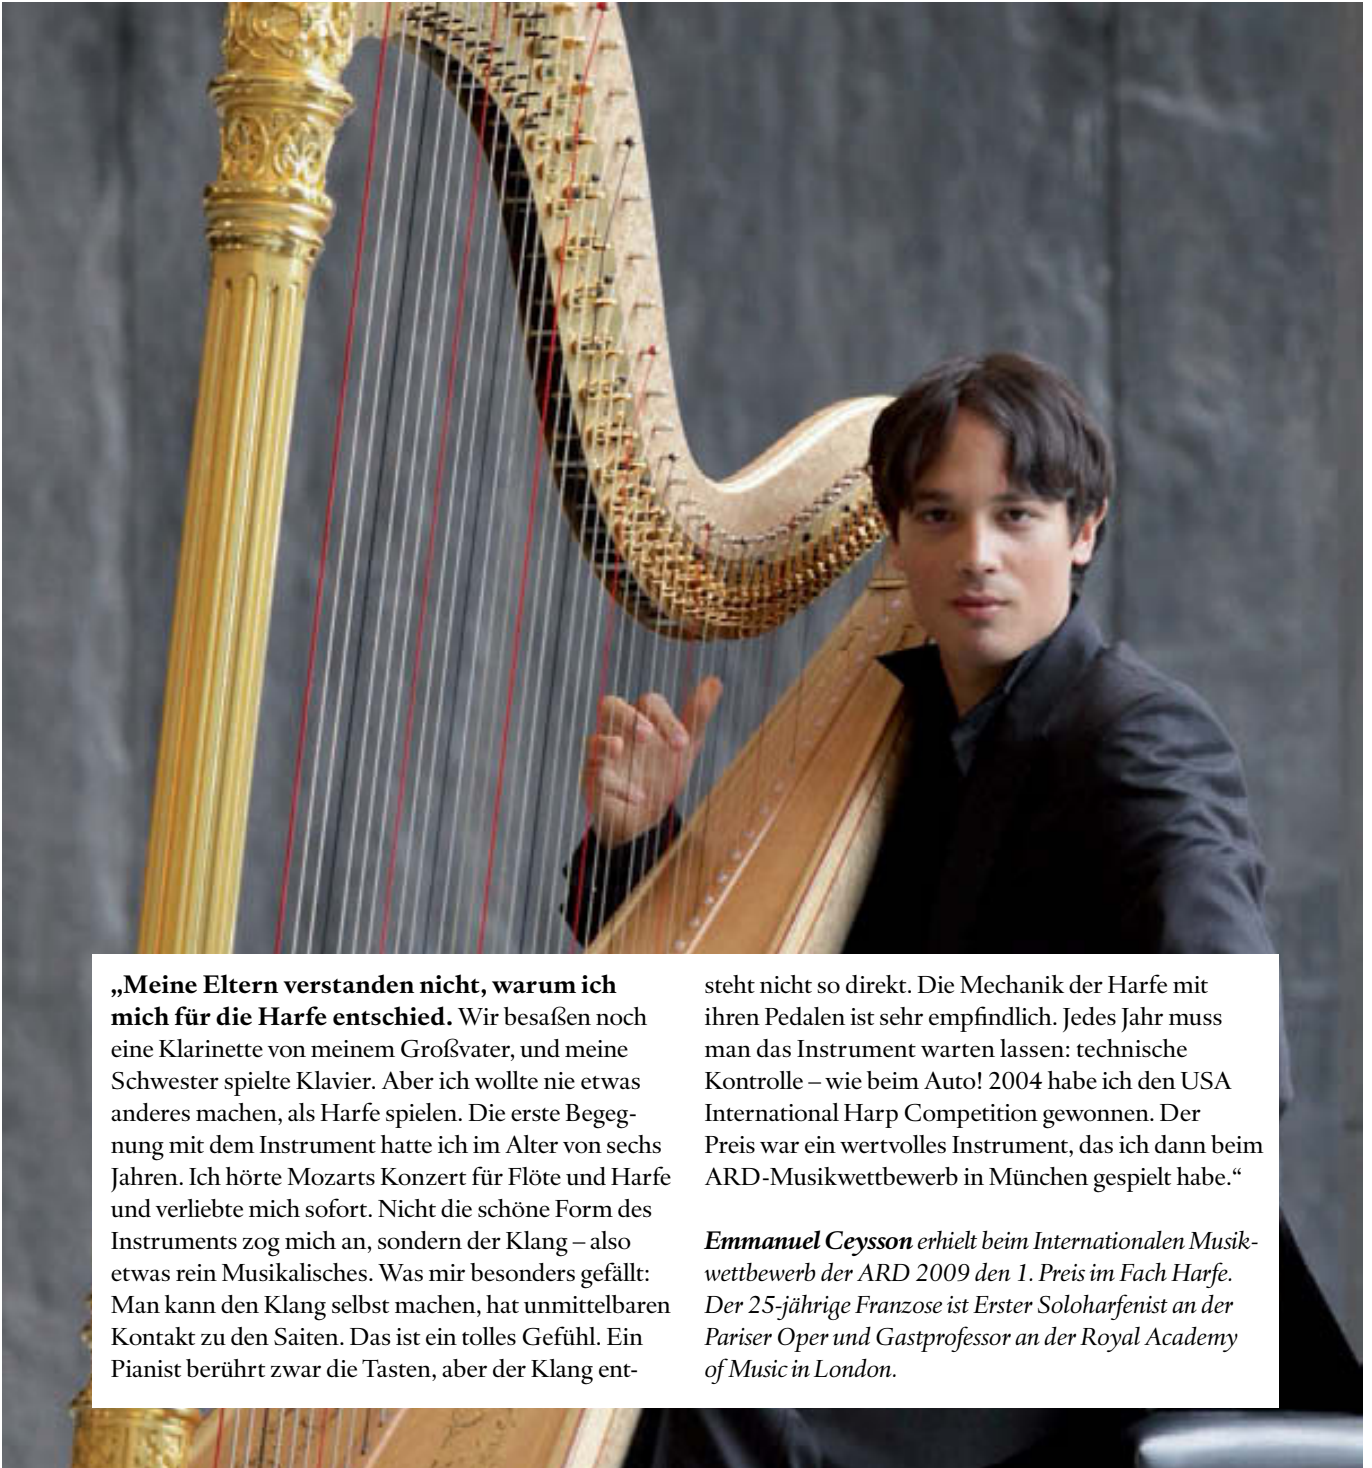 „Meine Eltern verstanden nicht, warum ich
mich für die Harfe entschied. Wir besaßen noch
eine Klarinette von meinem Großvater, und meine
Schwester spielte Klavier. Aber ich wollte nie etwas
anderes machen, als Harfe spielen. Die erste Begeg-
nung mit dem Instrument hatte ich im Alter von sechs
Jahren. Ich hörte Mozarts Konzert für Flöte und Harfe
und verliebte mich sofort. Nicht die schöne Form des
Instruments zog mich an, sondern der Klang – also
etwas rein Musikalisches. Was mir besonders gefällt:
Man kann den Klang selbst machen, hat unmittelbaren
Kontakt zu den Saiten. Das ist ein tolles Gefühl. Ein
Pianist berührt zwar die Tasten, aber der Klang ent-
steht nicht so direkt. Die Mechanik der Harfe mit
ihren Pedalen ist sehr empfindlich. Jedes Jahr muss
man das Instrument warten lassen: technische
Kontrolle – wie beim Auto! 2004 habe ich den USA
International Harp Competition gewonnen. Der
Preis war ein wertvolles Instrument, das ich dann beim
ARD-Musikwettbewerb in München gespielt habe.“
Emmanuel Ceysson erhielt beim Internationalen Musik-
wettbewerb der ARD 2009 den 1. Preis im Fach Harfe.
Der 25-jährige Franzose ist Erster Soloharfenist an der
Pariser Oper und Gastprofessor an der Royal Academy
of Music in London.